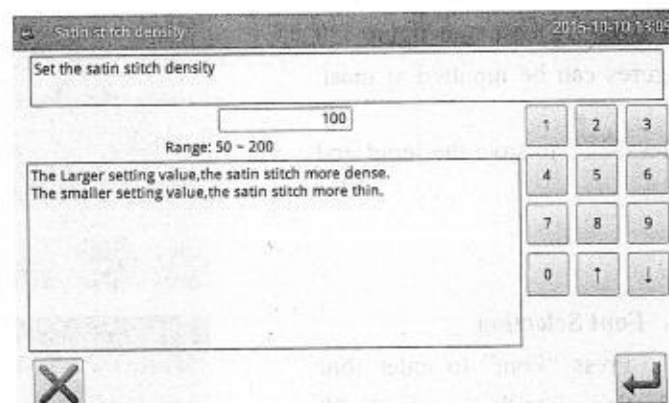 Satin stitch density 2015-10-10 13:03
Set the satin stitch density
100
Range: 50 ~ 200
The Larger setting value,the satin stitch more dense.
The smaller setting value,the satin stitch more thin.
1 2 3
4 5 6
7 8 9
0 ↑ ↓
Font Selection